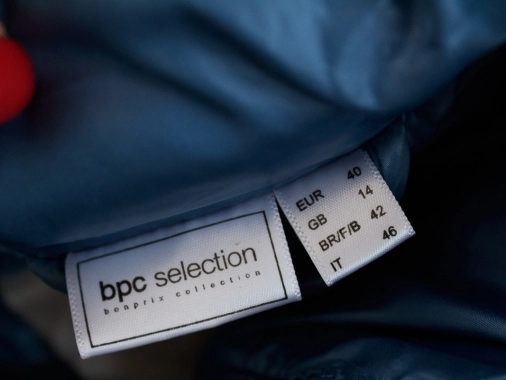 bpc selection
bonprix collection
EUR 40
GB 14
BR/F/B 42
IT 46